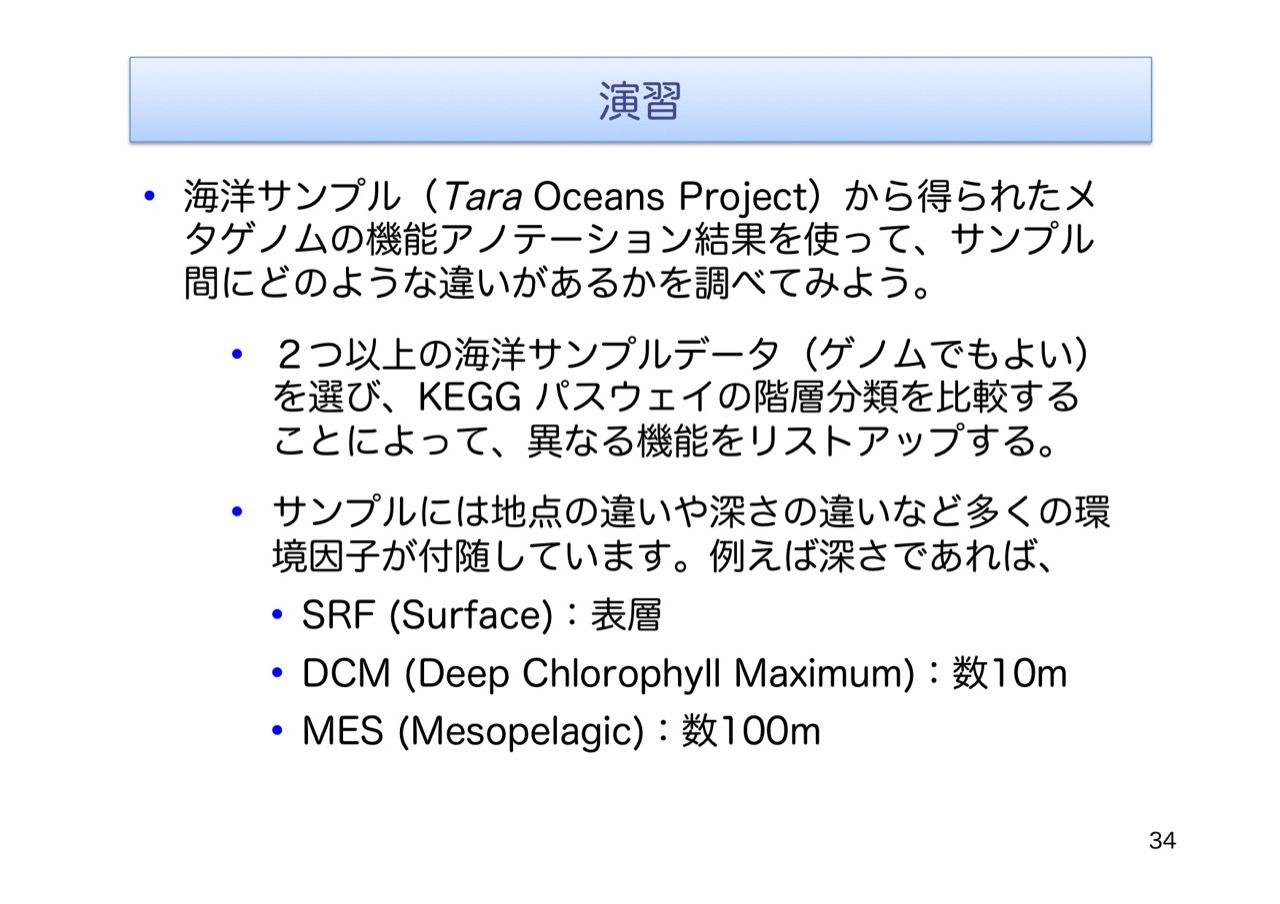 演習
• 海洋サンプル（Tara Oceans Project）から得られたメ
タゲノムの機能アノテーション結果を使って、サンプル
間にどのような違いがあるかを調べてみよう。
• ２つ以上の海洋サンプルデータ（ゲノムでもよい）
を選び、KEGG パスウェイの階層分類を比較する
ことによって、異なる機能をリストアップする。
• サンプルには地点の違いや深さの違いなど多くの環
境因子が付随しています。例えば深さであれば、
• SRF (Surface)：表層
• DCM (Deep Chlorophyll Maximum)：数10m
• MES (Mesopelagic)：数100m
34